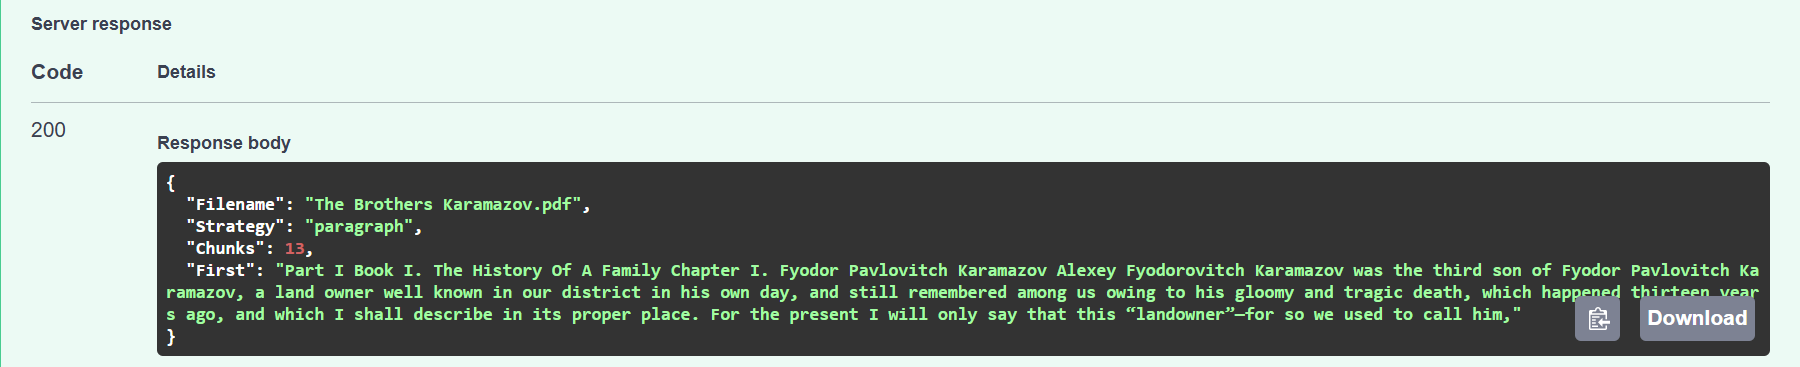 Server response
Code Details
200
Response body
{
"Filename": "The Brothers Karamazov.pdf",
"Strategy": "paragraph",
"Chunks": 13,
"First": "Part I Book I. The History Of A Family Chapter I. Fyodor Pavlovitch Karamazov Alexey Fyodorovitch Karamazov was the third son of Fyodor Pavlovitch Ka
ramazov, a land owner well known in our district in his own day, and still remembered among us owing to his gloomy and tragic death, which happened thirteen year
s ago, and which I shall describe in its proper place. For the present I will only say that this “landowner”—for so we used to call him,"
}
Download